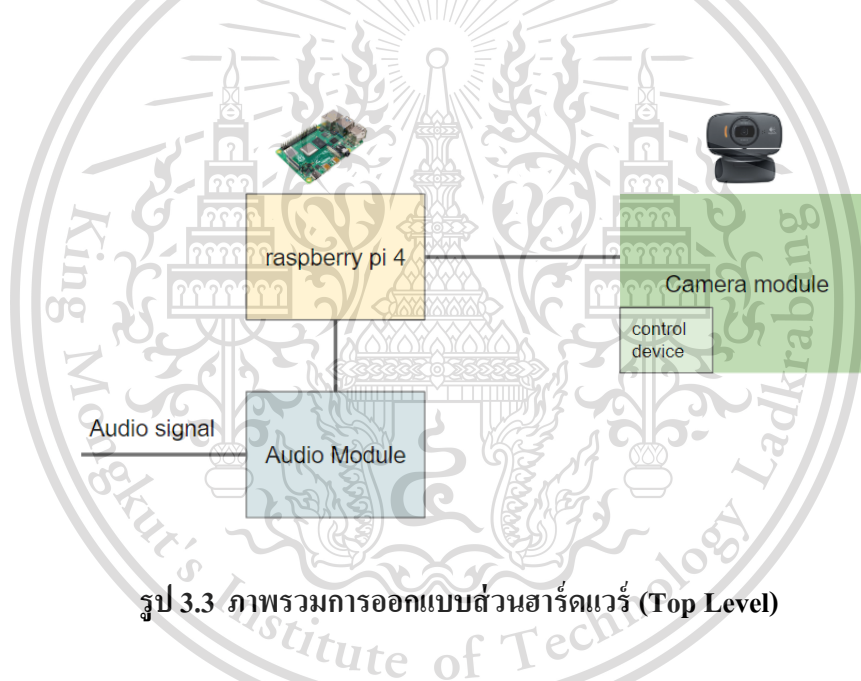 raspberry pi 4
Camera module
control
device
Audio signal
Audio Module
รูป 3.3 ภาพรวมการออกแบบส่วนฮาร์ดแวร์ (Top Level)
King Mongkut's Institute of Technology Ladkrabang